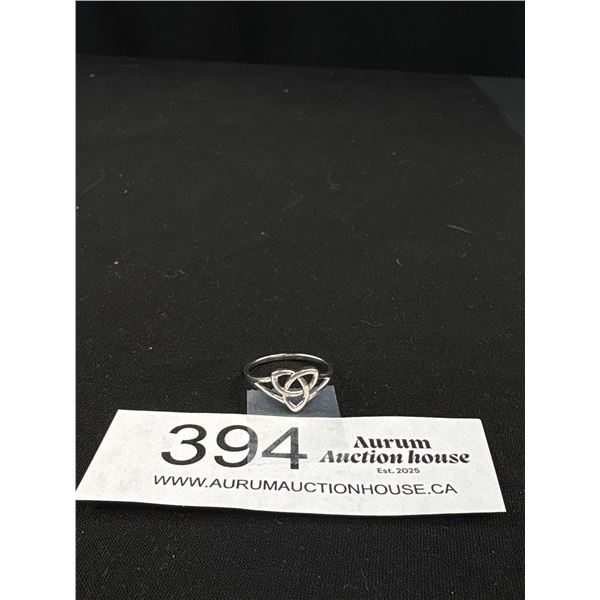 394
Aurum
Auction house
Est. 2025
WWW.AURUMAUCTIONHOUSE.CA